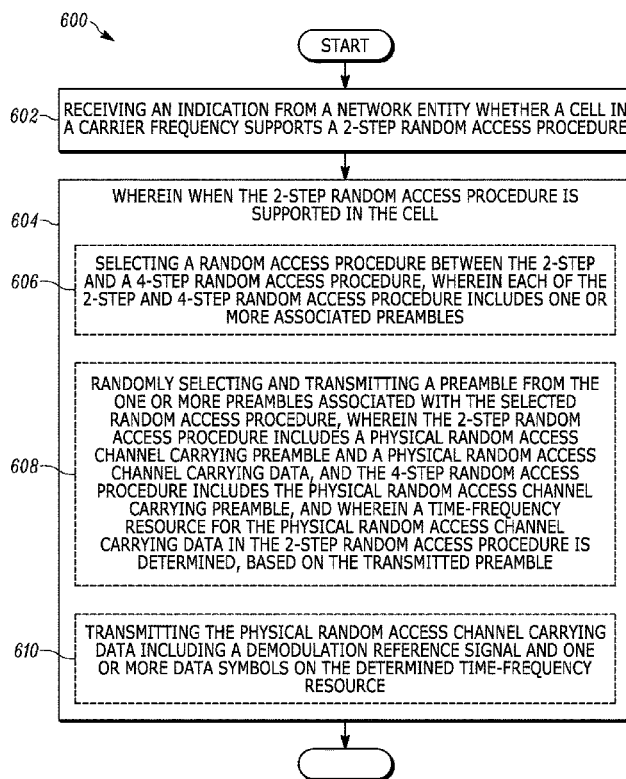 600
START
602
RECEIVING AN INDICATION FROM A NETWORK ENTITY WHETHER A CELL IN
A CARRIER FREQUENCY SUPPORTS A 2-STEP RANDOM ACCESS PROCEDURE
604
WHEREIN WHEN THE 2-STEP RANDOM ACCESS PROCEDURE IS
SUPPORTED IN THE CELL
606
SELECTING A RANDOM ACCESS PROCEDURE BETWEEN THE 2-STEP
AND A 4-STEP RANDOM ACCESS PROCEDURE, WHEREIN EACH OF THE
2-STEP AND 4-STEP RANDOM ACCESS PROCEDURE INCLUDES ONE OR
MORE ASSOCIATED PREAMBLES
608
RANDOMLY SELECTING AND TRANSMITTING A PREAMBLE FROM THE
ONE OR MORE PREAMBLES ASSOCIATED WITH THE SELECTED
RANDOM ACCESS PROCEDURE, WHEREIN THE 2-STEP RANDOM
ACCESS PROCEDURE INCLUDES A PHYSICAL RANDOM ACCESS
CHANNEL CARRYING PREAMBLE AND A PHYSICAL RANDOM ACCESS
CHANNEL CARRYING DATA, AND THE 4-STEP RANDOM ACCESS
PROCEDURE INCLUDES THE PHYSICAL RANDOM ACCESS CHANNEL
CARRYING PREAMBLE, AND WHEREIN A TIME-FREQUENCY
RESOURCE FOR THE PHYSICAL RANDOM ACCESS CHANNEL
CARRYING DATA IN THE 2-STEP RANDOM ACCESS PROCEDURE IS
DETERMINED, BASED ON THE TRANSMITTED PREAMBLE
610
TRANSMITTING THE PHYSICAL RANDOM ACCESS CHANNEL CARRYING
DATA INCLUDING A DEMODULATION REFERENCE SIGNAL AND ONE
OR MORE DATA SYMBOLS ON THE DETERMINED TIME-FREQUENCY
RESOURCE